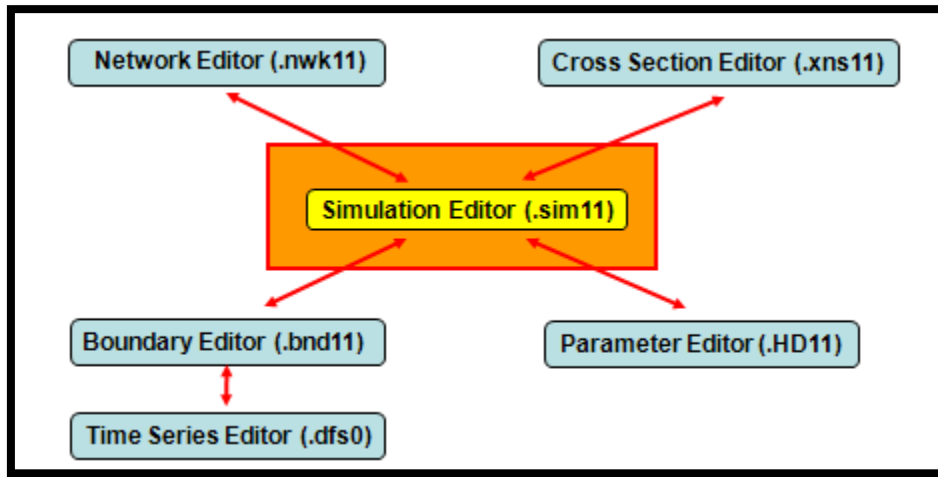 Network Editor (.nwk11)
Cross Section Editor (.xns11)
Simulation Editor (.sim11)
Boundary Editor (.bnd11)
Parameter Editor (.HD11)
Time Series Editor (.dfs0)